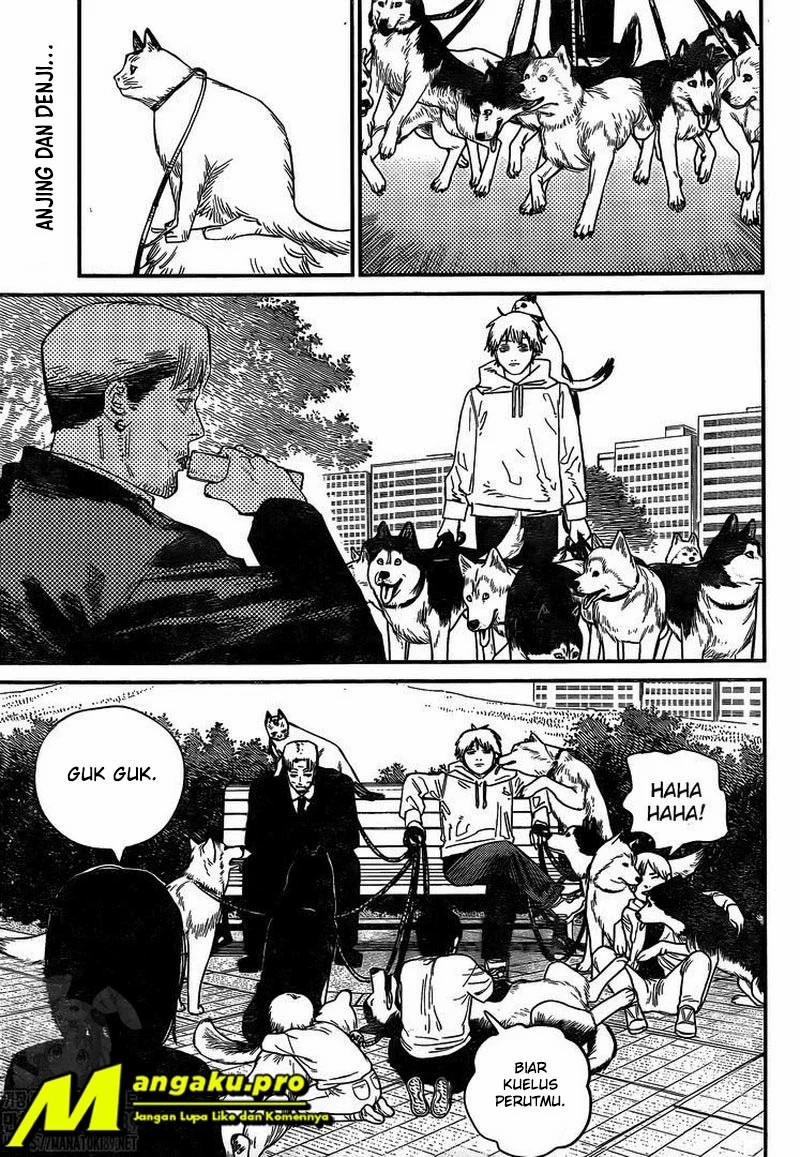 ANJING DAN DENJI...
GUK GUK.
HAHA
HAHA!
BIAR
KUELUS
PERUTMU.
Mangaku.pro
Jangan Lupa Like dan Komennya